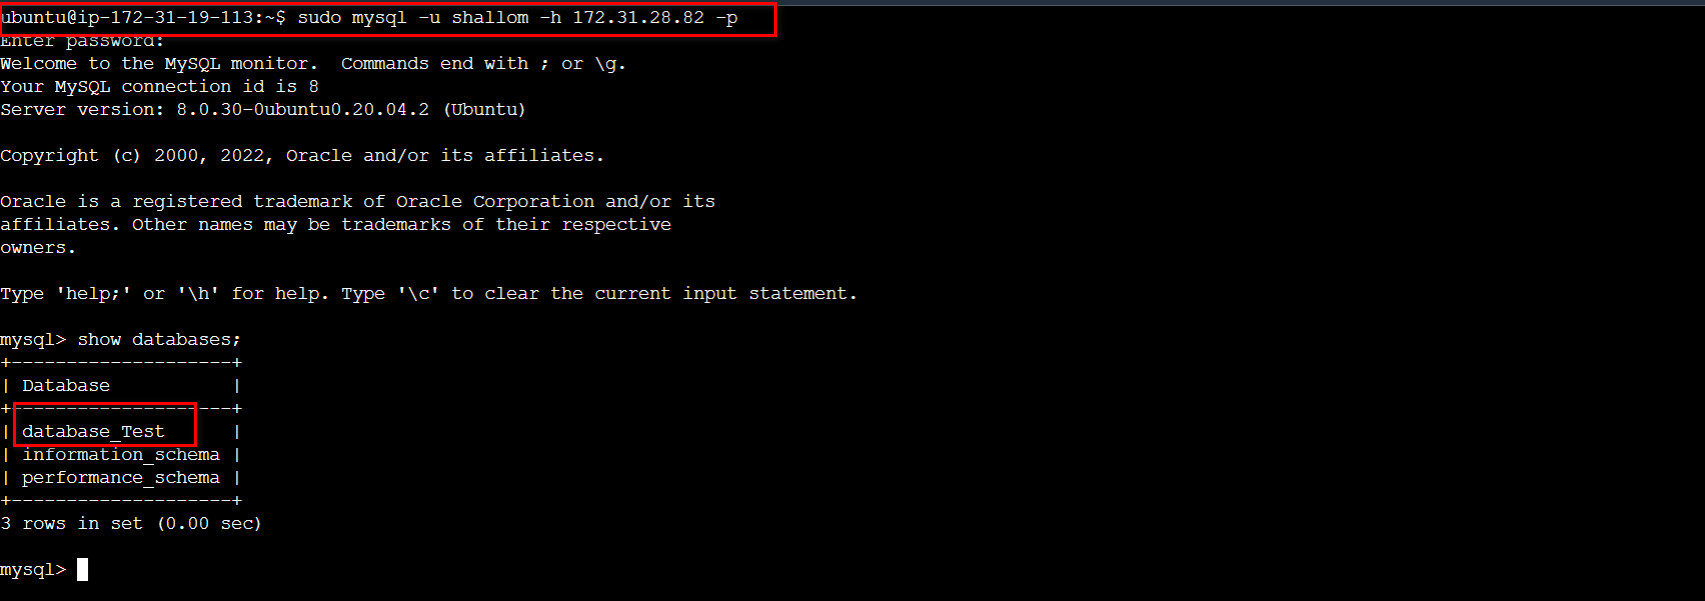 ubuntu@ip-172-31-19-113:~$ sudo mysql -u shallom -h 172.31.28.82 -p
Enter password:
Welcome to the MySQL monitor.  Commands end with ; or \g.
Your MySQL connection id is 8
Server version: 8.0.30-0ubuntu0.20.04.2 (Ubuntu)
Copyright (c) 2000, 2022, Oracle and/or its affiliates.
Oracle is a registered trademark of Oracle Corporation and/or its
affiliates. Other names may be trademarks of their respective
owners.
Type 'help;' or '\h' for help. Type '\c' to clear the current input statement.
mysql> show databases;
+--------------------+
| Database           |
+--------------------+
| database_Test      |
| information_schema |
| performance_schema |
+--------------------+
3 rows in set (0.00 sec)
mysql>